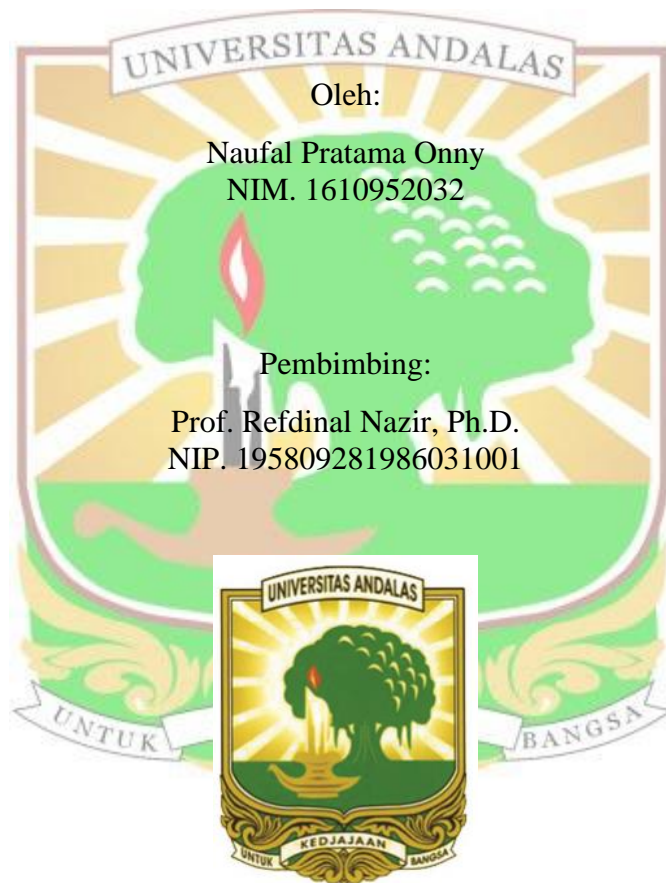 UNIVERSITAS ANDALAS
Oleh:
Naufal Pratama Onny
NIM. 1610952032
Pembimbing:
Prof. Refdinal Nazir, Ph.D.
NIP. 195809281986031001
UNIVERSITAS ANDALAS
UNTUK BANGSA
UNTUK KEDJAJAAN BANGSA